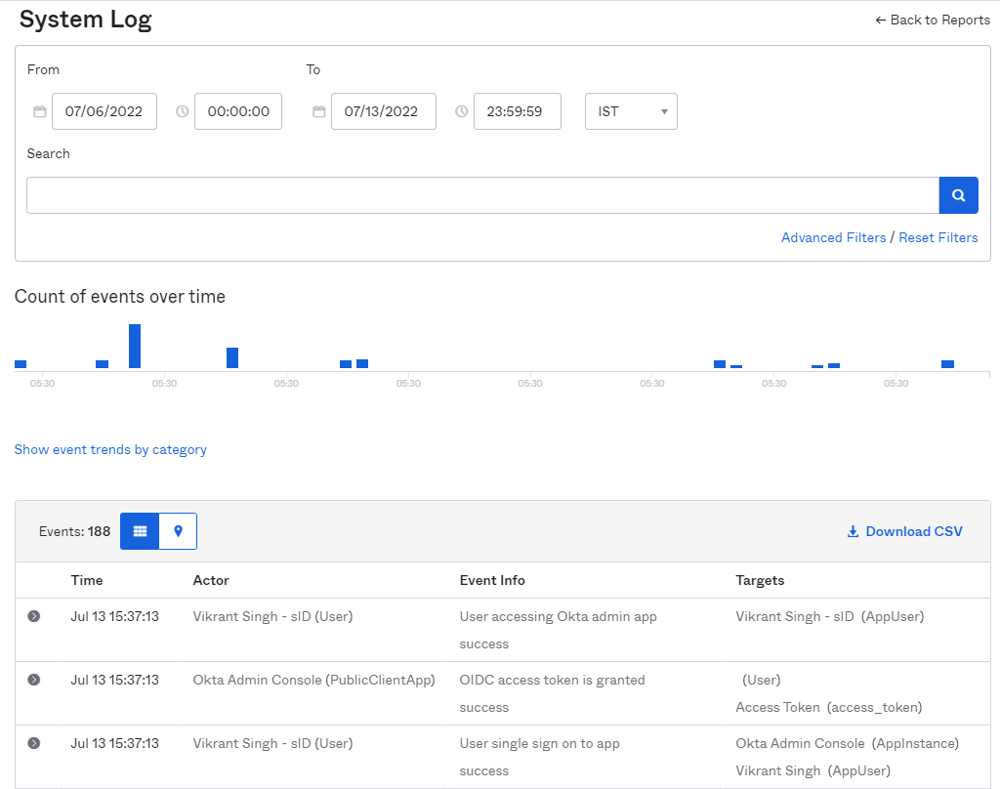 System Log
← Back to Reports
From To
07/06/2022 00:00:00 07/13/2022 23:59:59 IST
Search
Advanced Filters / Reset Filters
Count of events over time
05:30 05:30 05:30 05:30 05:30 05:30 05:30 05:30
Show event trends by category
Events: 188 Download CSV
Time Actor Event Info Targets
Jul 13 15:37:13 Vikrant Singh - sID (User) User accessing Okta admin app Vikrant Singh - sID (AppUser)
success
Jul 13 15:37:13 Okta Admin Console (PublicClientApp) OIDC access token is granted (User)
success Access Token (access_token)
Jul 13 15:37:13 Vikrant Singh - sID (User) User single sign on to app Okta Admin Console (AppInstance)
success Vikrant Singh (AppUser)